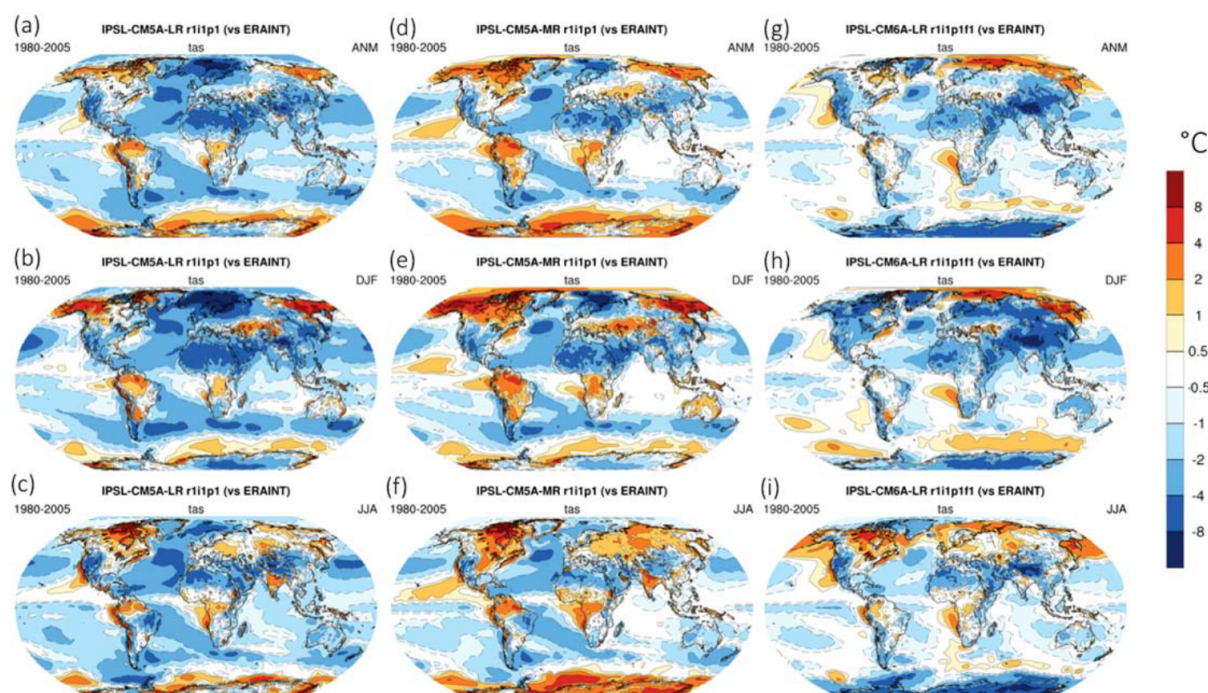 (a)
IPSL-CM5A-LR r1i1p1 (vs ERAINT)
1980-2005 tas ANM
(d)
IPSL-CM5A-MR r1i1p1 (vs ERAINT)
1980-2005 tas ANM
(g)
IPSL-CM6A-LR r1i1p1f1 (vs ERAINT)
1980-2005 tas ANM
(b)
IPSL-CM5A-LR r1i1p1 (vs ERAINT)
1980-2005 tas DJF
(e)
IPSL-CM5A-MR r1i1p1 (vs ERAINT)
1980-2005 tas DJF
(h)
IPSL-CM6A-LR r1i1p1f1 (vs ERAINT)
1980-2005 tas DJF
(c)
IPSL-CM5A-LR r1i1p1 (vs ERAINT)
1980-2005 tas JJA
(f)
IPSL-CM5A-MR r1i1p1 (vs ERAINT)
1980-2005 tas JJA
(i)
IPSL-CM6A-LR r1i1p1f1 (vs ERAINT)
1980-2005 tas JJA
°C
8
4
2
1
0.5
-0.5
-1
-2
-4
-8